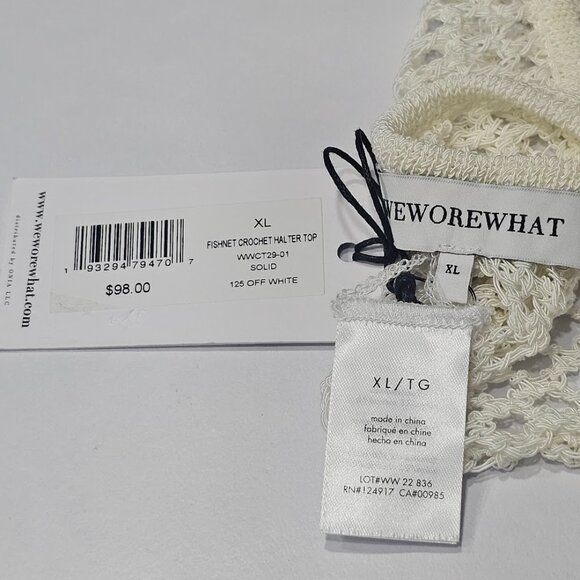 www.weworewhat.com
distributed by ONIA LLC
1 93294 79470 7
$98.00
XL
FISHNET CROCHET HALTER TOP
WWCT29-01
SOLID
125 OFF WHITE
WEWOREWHAT
XL
XL/TG
made in china
fabriqué en chine
hecho en china
LOT#WW 22 836
RN#124917 CA#00985